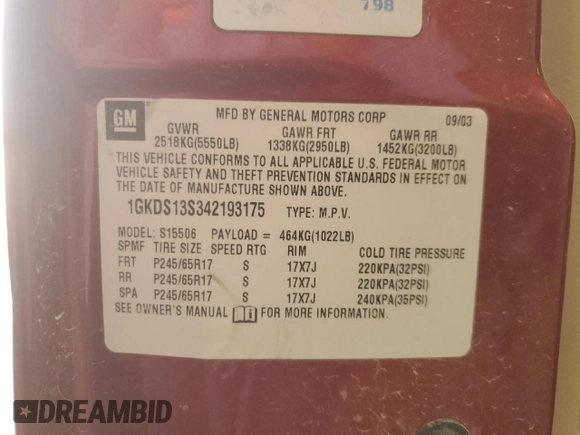 798
GM
MFD BY GENERAL MOTORS CORP 09/03
GVWR GAWR FRT GAWR RR
2518KG(5550LB) 1338KG(2950LB) 1452KG(3200LB)
THIS VEHICLE CONFORMS TO ALL APPLICABLE U.S. FEDERAL MOTOR
VEHICLE SAFETY AND THEFT PREVENTION STANDARDS IN EFFECT ON
THE DATE OF MANUFACTURE SHOWN ABOVE.
1GKDS13S342193175 TYPE: M.P.V.
MODEL: S15506 PAYLOAD = 464KG(1022LB)
SPMF TIRE SIZE SPEED RTG RIM COLD TIRE PRESSURE
FRT P245/65R17 S 17X7J 220KPA(32PSI)
RR P245/65R17 S 17X7J 220KPA(32PSI)
SPA P245/65R17 S 17X7J 240KPA(35PSI)
SEE OWNER'S MANUAL FOR MORE INFORMATION.
DREAMBID